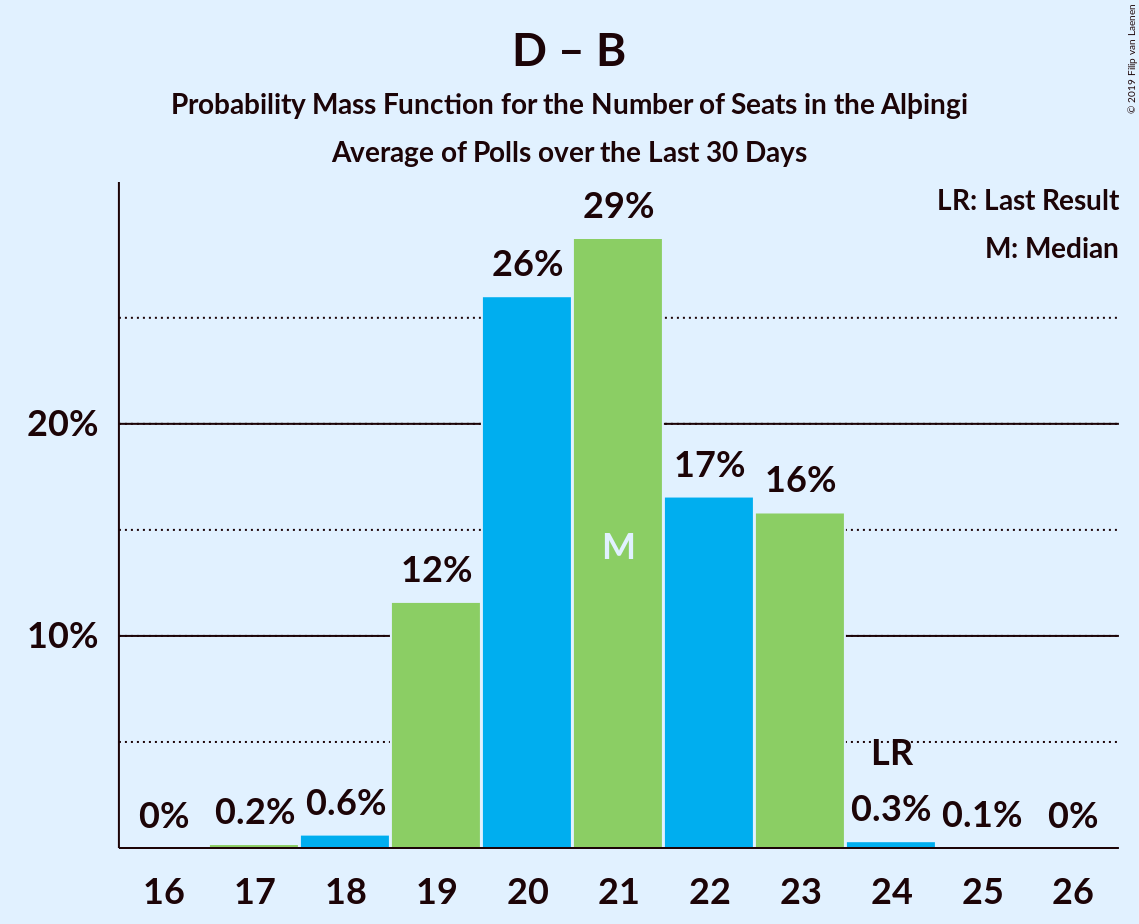 D – B
Probability Mass Function for the Number of Seats in the Alþingi
Average of Polls over the Last 30 Days
© 2019 Filip van Laenen
LR: Last Result
M: Median
29%
26%
20%
17%
16%
M
12%
10%
LR
0% 0.2% 0.6% 0.3% 0.1% 0%
16 17 18 19 20 21 22 23 24 25 26